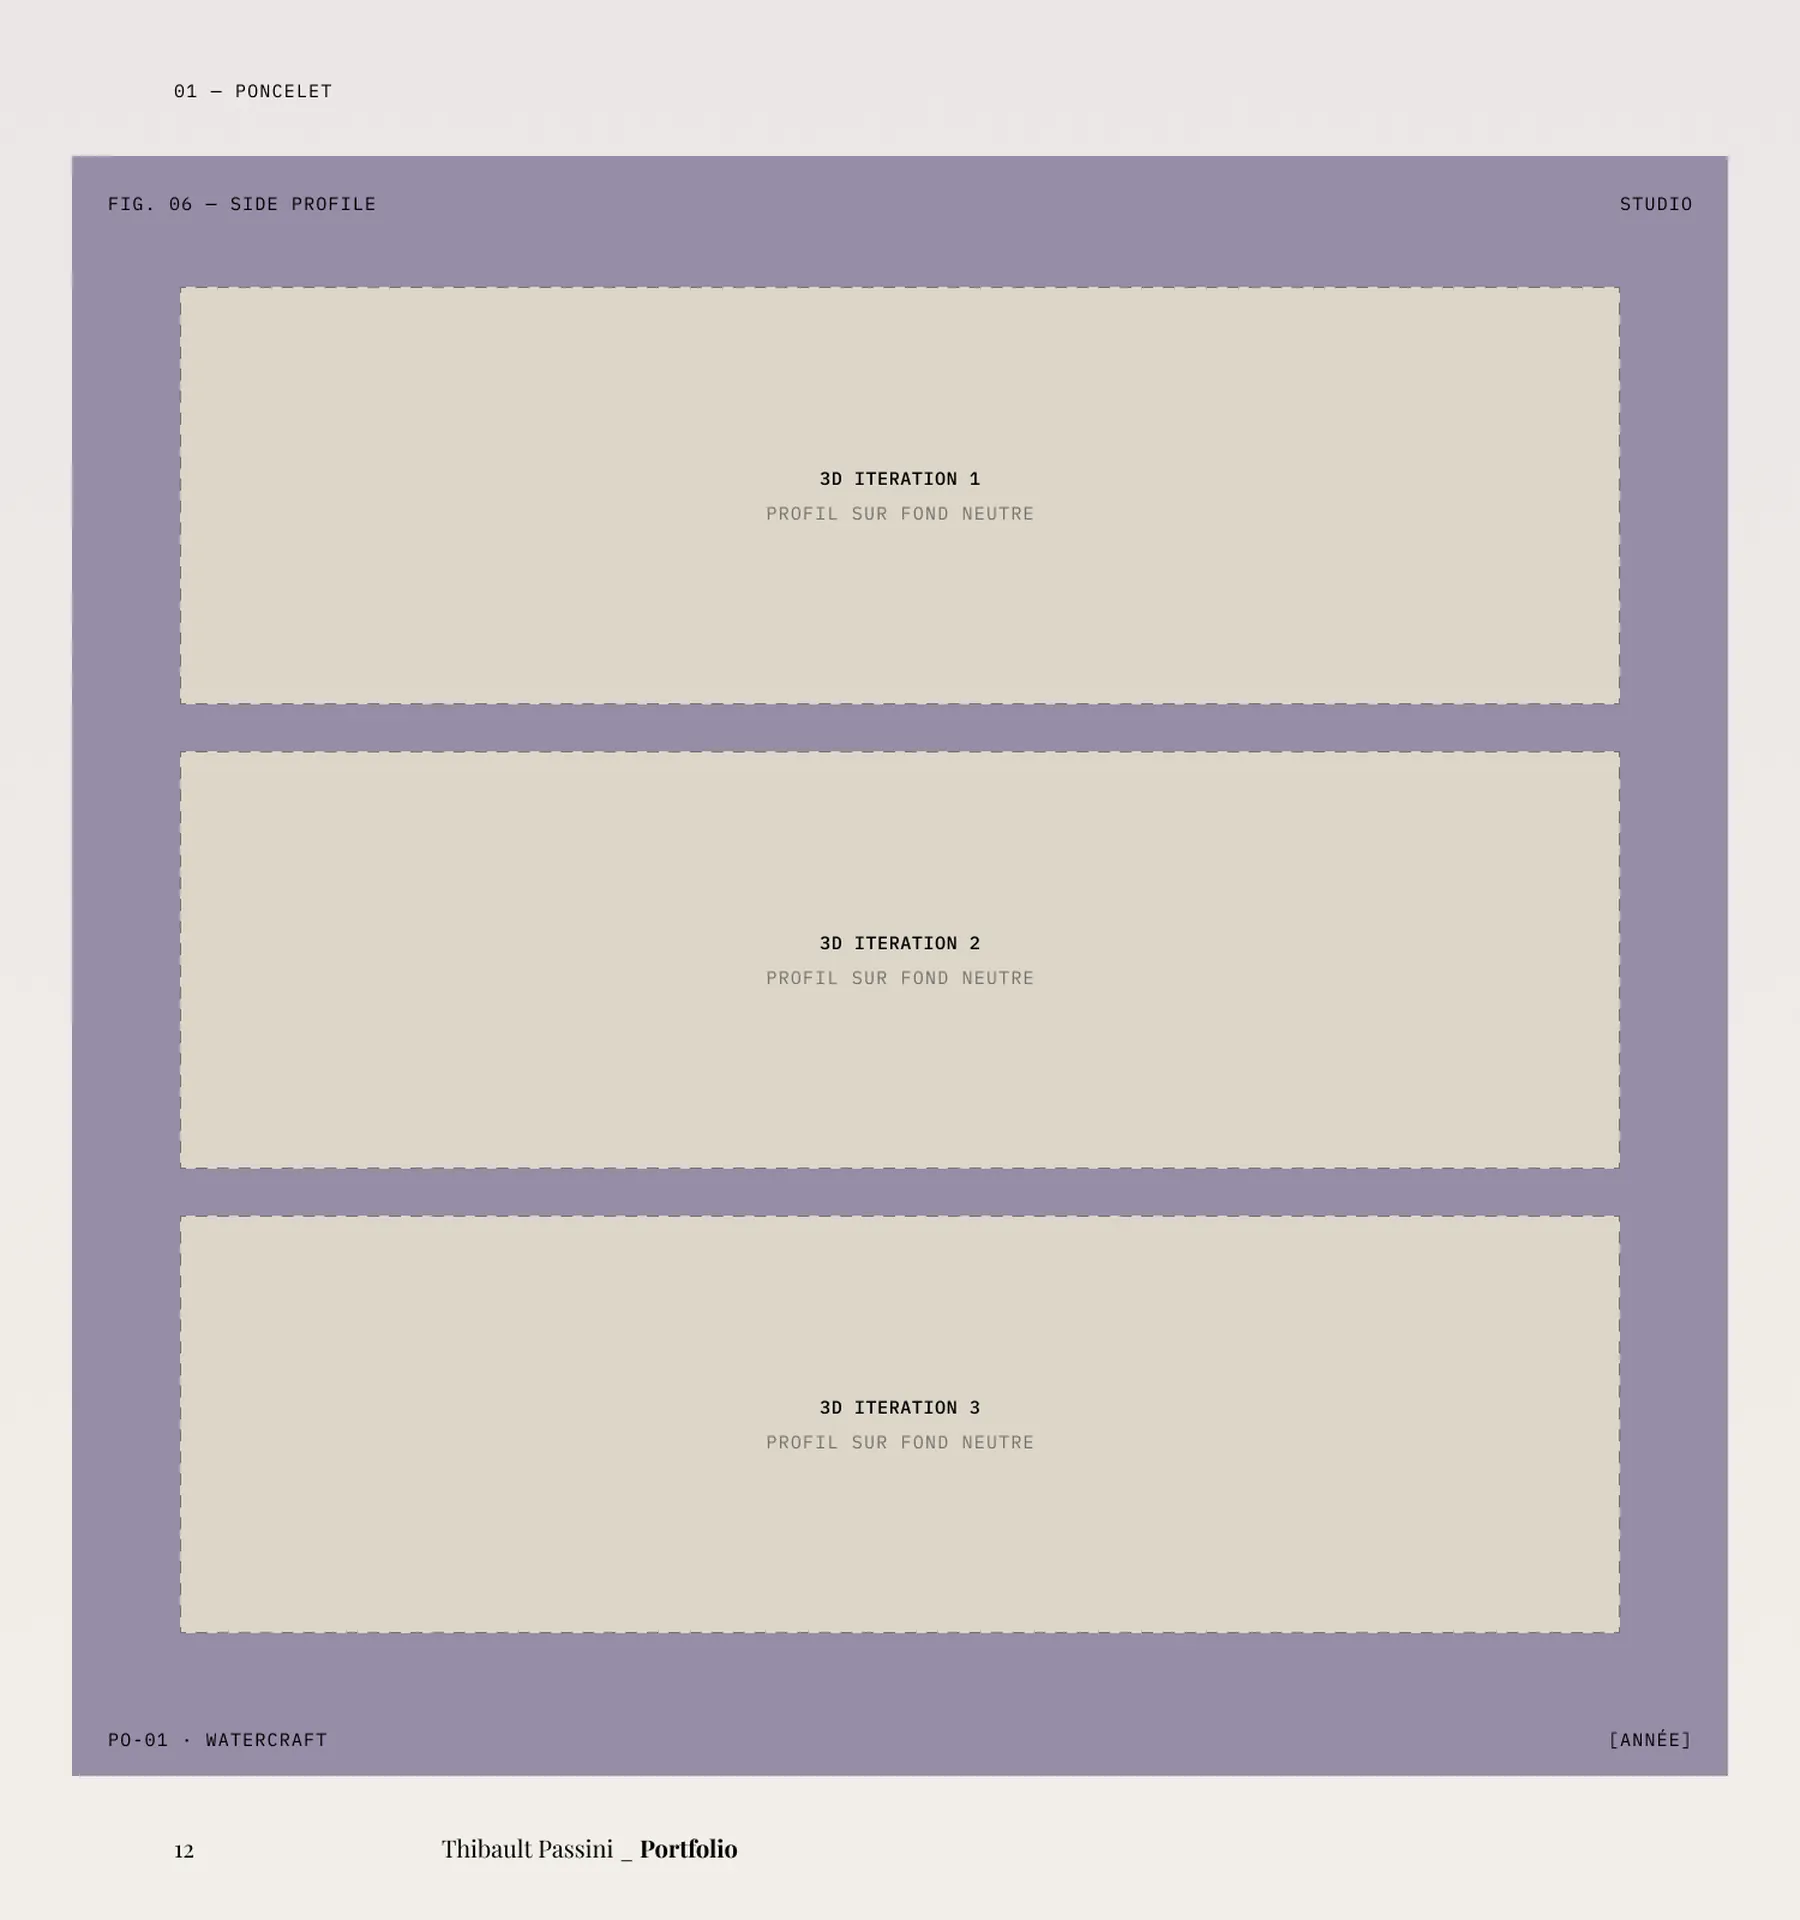 01 — PONCELET
FIG. 06 — SIDE PROFILE
STUDIO
3D ITERATION 1
PROFIL SUR FOND NEUTRE
3D ITERATION 2
PROFIL SUR FOND NEUTRE
3D ITERATION 3
PROFIL SUR FOND NEUTRE
PO-01 · WATERCRAFT
[ANNÉE]
12
Thibault Passini _ Portfolio